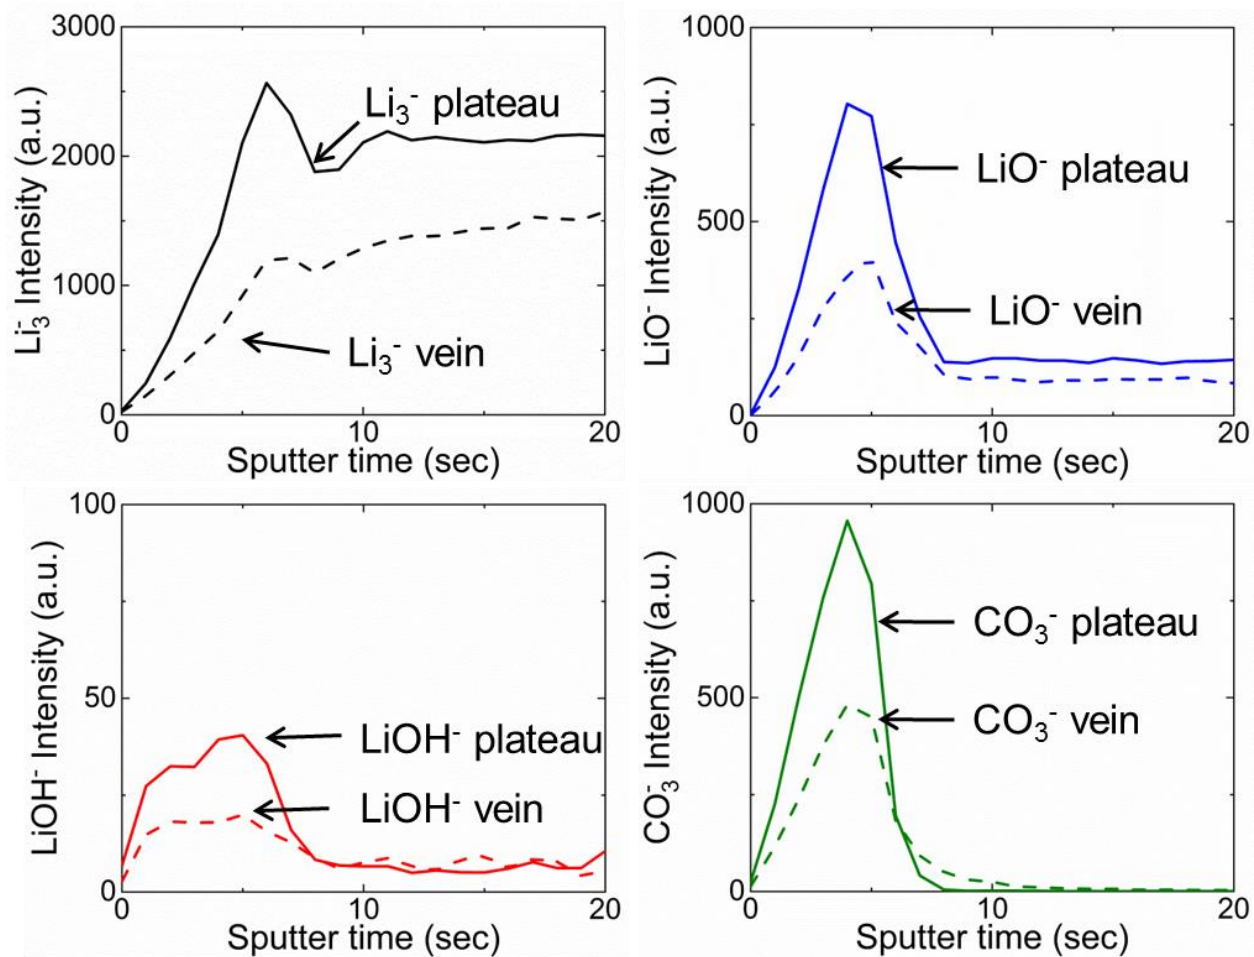 3000
2000
1000
0
0
10
20
Li₃⁻ Intensity (a.u.)
Sputter time (sec)
Li₃⁻ plateau
Li₃⁻ vein
1000
500
0
0
10
20
LiO⁻ Intensity (a.u.)
Sputter time (sec)
LiO⁻ plateau
LiO⁻ vein
100
50
0
0
10
20
LiOH⁻ Intensity (a.u.)
Sputter time (sec)
LiOH⁻ plateau
LiOH⁻ vein
1000
500
0
0
10
20
CO₃⁻ Intensity (a.u.)
Sputter time (sec)
CO₃⁻ plateau
CO₃⁻ vein